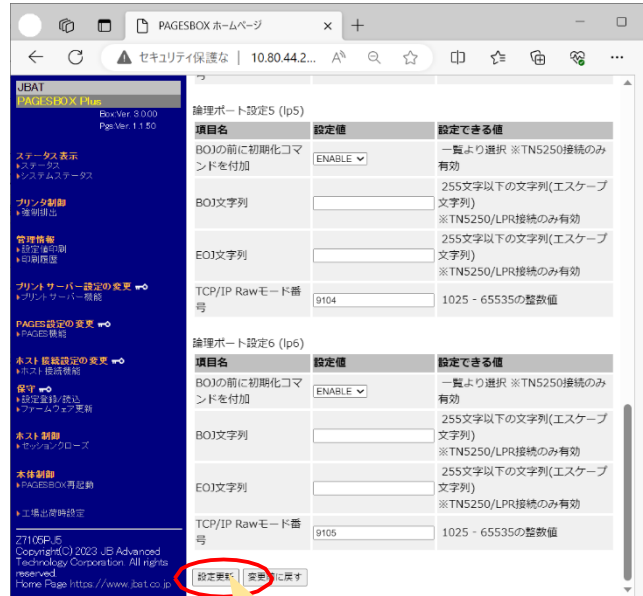 PAGESBOX ホームページ
セキュリティ保護な
10.80.44.2...
JBAT
PAGESBOX Plus
Box:Ver. 3.0.00
Pgs:Ver. 1.1.50
ステータス表示
ステータス
システムステータス
プリンタ制御
強制排出
管理情報
設定値印刷
印刷履歴
プリントサーバー設定の変更
プリントサーバー機能
PAGES設定の変更
PAGES機能
ホスト接続設定の変更
ホスト接続機能
保守
設定登録/読込
ファームウェア更新
ホスト制御
セッションクローズ
本体制御
PAGESBOX再起動
工場出荷時設定
Z7105PJ5
Copyright(C) 2023 JB Advanced
Technology Corporation. All rights
reserved.
Home Page https://www.jbat.co.jp
号
論理ポート設定5 (lp5)
項目名 設定値 設定できる値
BOJの前に初期化コマ
ンドを付加
ENABLE
一覧より選択 ※TN5250接続のみ
有効
BOJ文字列
255文字以下の文字列(エスケープ
文字列)
※TN5250/LPR接続のみ有効
EOJ文字列
255文字以下の文字列(エスケープ
文字列)
※TN5250/LPR接続のみ有効
TCP/IP Rawモード番
号
9104
1025 - 65535の整数値
論理ポート設定6 (lp6)
項目名 設定値 設定できる値
BOJの前に初期化コマ
ンドを付加
ENABLE
一覧より選択 ※TN5250接続のみ
有効
BOJ文字列
255文字以下の文字列(エスケープ
文字列)
※TN5250/LPR接続のみ有効
EOJ文字列
255文字以下の文字列(エスケープ
文字列)
※TN5250/LPR接続のみ有効
TCP/IP Rawモード番
号
9105
1025 - 65535の整数値
設定更新 変更前に戻す